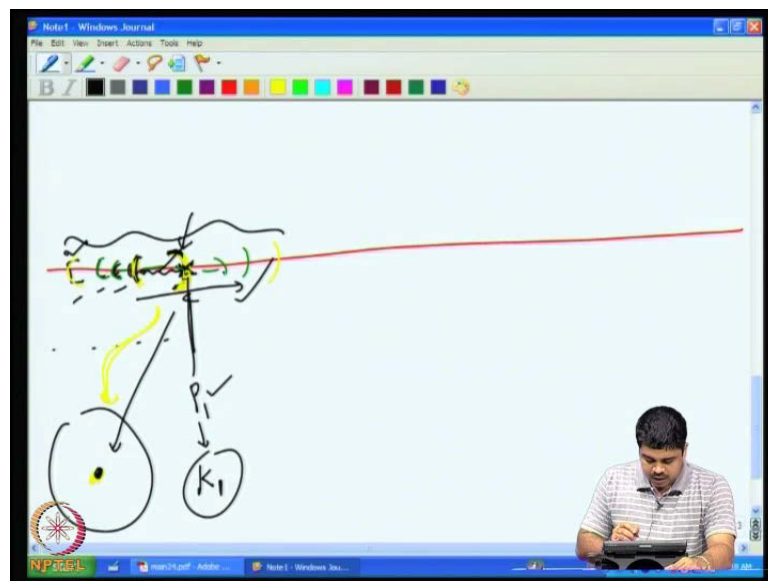 Note1 - Windows Journal
File Edit View Insert Actions Tools Help
B I
P1
K1
NPTEL
main24.pdf - Adobe ...
Note1 - Windows Jou...